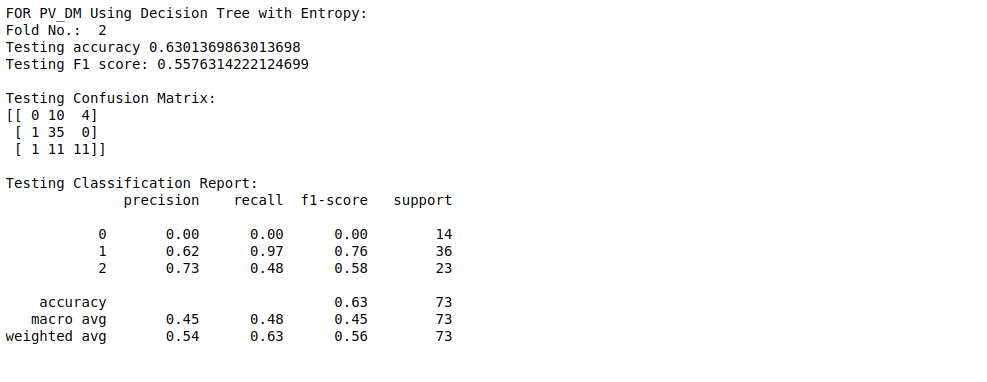 FOR PV_DM Using Decision Tree with Entropy:
Fold No.:  2
Testing accuracy 0.6301369863013698
Testing F1 score: 0.5576314222124699

Testing Confusion Matrix:
[[ 0 10  4]
 [ 1 35  0]
 [ 1 11 11]]

Testing Classification Report:
              precision    recall  f1-score   support

           0       0.00      0.00      0.00        14
           1       0.62      0.97      0.76        36
           2       0.73      0.48      0.58        23

    accuracy                           0.63        73
   macro avg       0.45      0.48      0.45        73
weighted avg       0.54      0.63      0.56        73